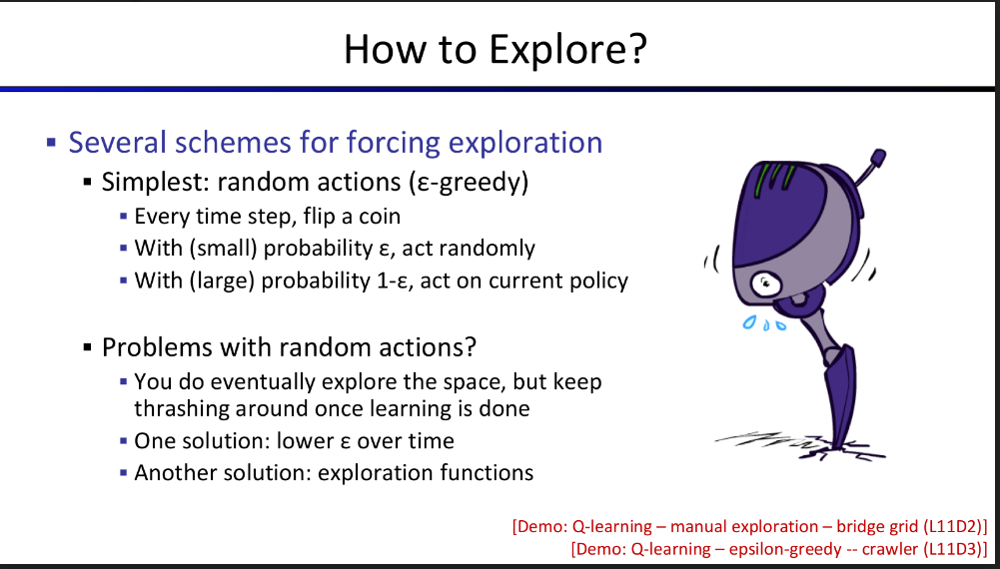 How to Explore?
▪ Several schemes for forcing exploration
▪ Simplest: random actions (ε-greedy)
▪ Every time step, flip a coin
▪ With (small) probability ε, act randomly
▪ With (large) probability 1-ε, act on current policy
▪ Problems with random actions?
▪ You do eventually explore the space, but keep
thrashing around once learning is done
▪ One solution: lower ε over time
▪ Another solution: exploration functions
[Demo: Q-learning – manual exploration – bridge grid (L11D2)]
[Demo: Q-learning – epsilon-greedy -- crawler (L11D3)]